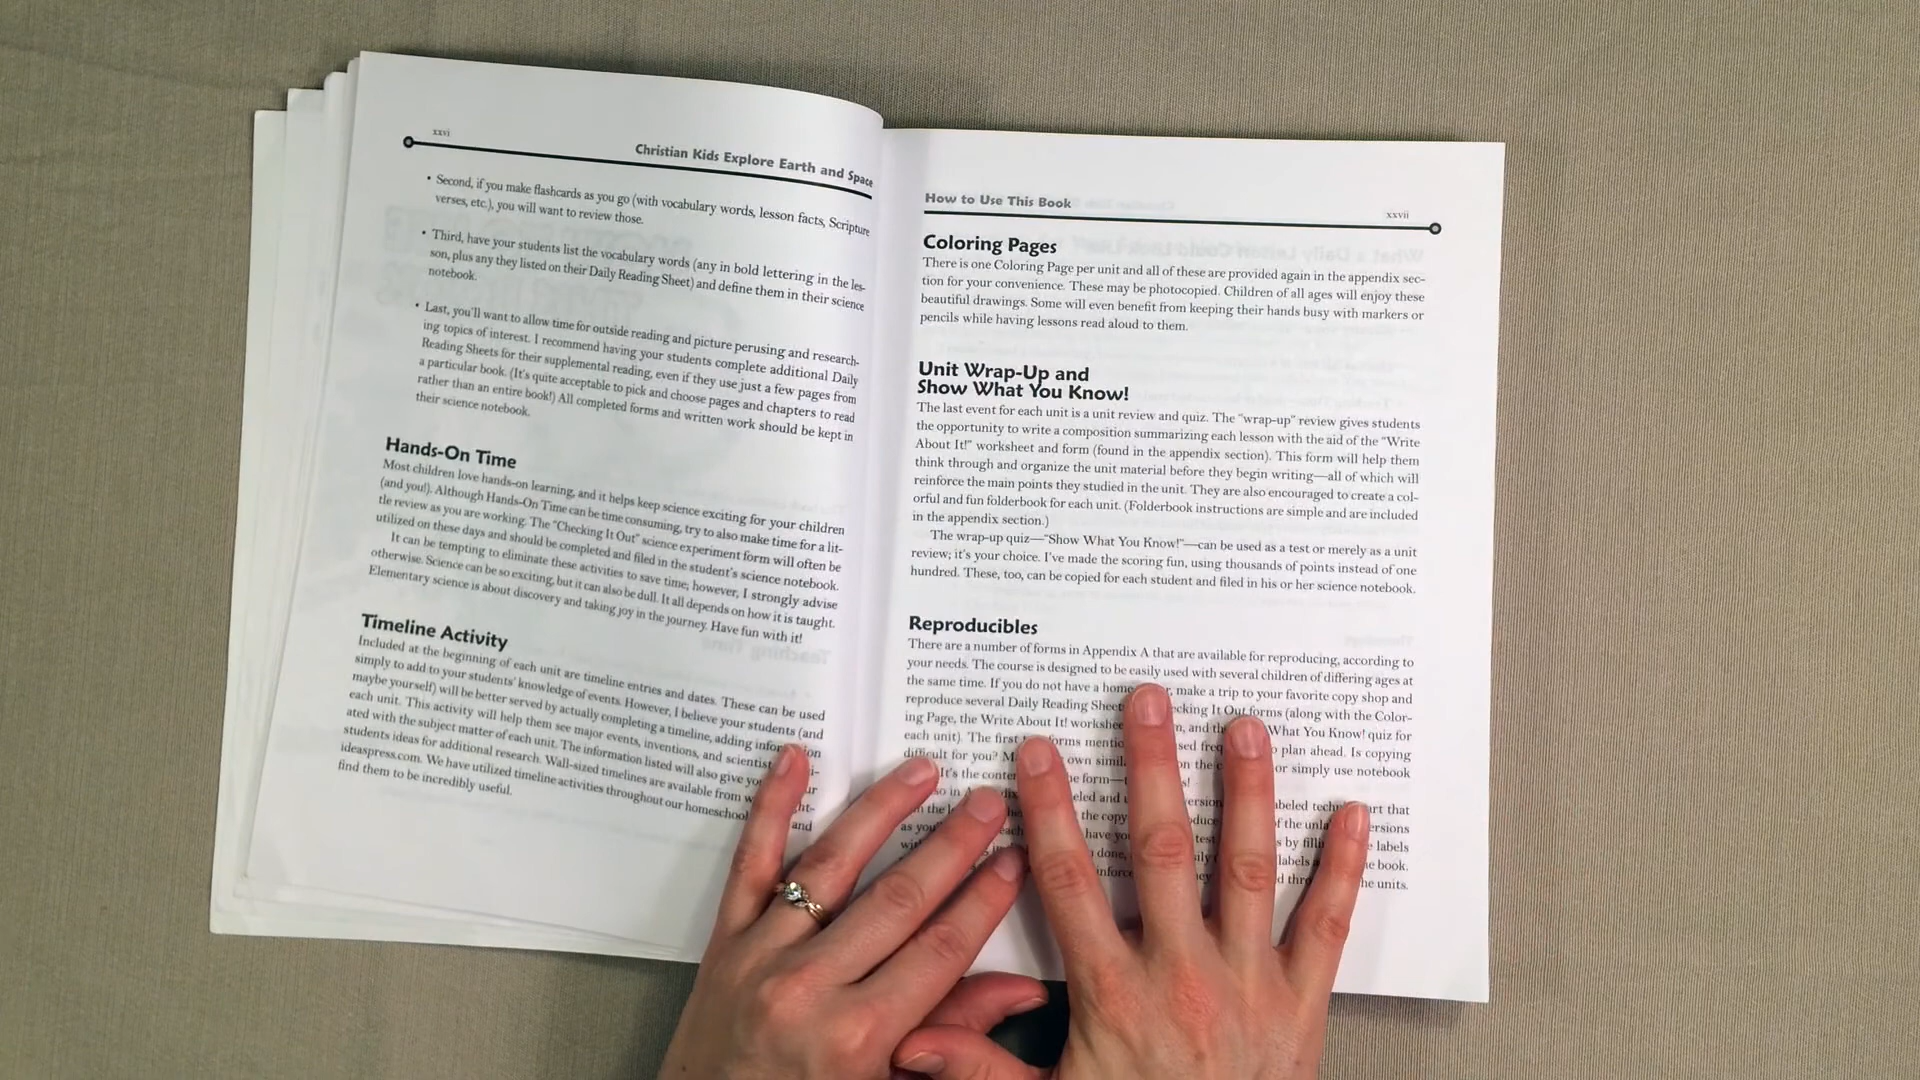 xxvi
Christian Kids Explore Earth and Space
• Second, if you make flashcards as you go (with vocabulary words, lesson facts, Scripture
verses, etc.), you will want to review those.
• Third, have your students list the vocabulary words (any in bold lettering in the les-
son, plus any they listed on their Daily Reading Sheet) and define them in their science
notebook.
• Last, you'll want to allow time for outside reading and picture perusing and research-
ing topics of interest. I recommend having your students complete additional Daily
Reading Sheets for their supplemental reading, even if they use just a few pages from
a particular book. (It's quite acceptable to pick and choose pages and chapters to read
rather than an entire book!) All completed forms and written work should be kept in
their science notebook.
Hands-On Time
Most children love hands-on learning, and it helps keep science exciting for your children
(and you!). Although Hands-On Time can be time consuming, try to also make time for a lit-
tle review as you are working. The "Checking It Out" science experiment form will often be
utilized on these days and should be completed and filed in the student's science notebook.
It can be tempting to eliminate these activities to save time; however, I strongly advise
otherwise. Science can be so exciting, but it can also be dull. It all depends on how it is taught.
Elementary science is about discovery and taking joy in the journey. Have fun with it!
Timeline Activity
Included at the beginning of each unit are timeline entries and dates. These can be used
simply to add to your students' knowledge of events. However, I believe your students (and
maybe yourself) will be better served by actually completing a timeline, adding
each unit. This activity will help them see major events, inventions, and
ated with the subject matter of each unit. The information listed will also give
students ideas for additional research. Wall-sized timelines are available from
ideaspress.com. We have utilized timeline activities throughout our homeschool and
find them to be incredibly useful.
How to Use This Book
xxvii
Coloring Pages
There is one Coloring Page per unit and all of these are provided again in the appendix sec-
tion for your convenience. These may be photocopied. Children of all ages will enjoy these
beautiful drawings. Some will even benefit from keeping their hands busy with markers or
pencils while having lessons read aloud to them.
Unit Wrap-Up and
Show What You Know!
The last event for each unit is a unit review and quiz. The "wrap-up" review gives students
the opportunity to write a composition summarizing each lesson with the aid of the "Write
About It!" worksheet and form (found in the appendix section). This form will help them
think through and organize the unit material before they begin writing—all of which will
reinforce the main points they studied in the unit. They are also encouraged to create a col-
orful and fun folderbook for each unit. (Folderbook instructions are simple and are included
in the appendix section.)
The wrap-up quiz—"Show What You Know!"—can be used as a test or merely as a unit
review; it's your choice. I've made the scoring fun, using thousands of points instead of one
hundred. These, too, can be copied for each student and filed in his or her science notebook.
Reproducibles
There are a number of forms in Appendix A that are available for reproducing, according to
your needs. The course is designed to be easily used with several children of differing ages at
the same time. If you do not have a home make a trip to your favorite copy shop and
reproduce several Daily Reading It Out forms (along with the Color-
ing Page, the Write About It! and What You Know! quiz for
each unit). The first forms plan ahead. Is copying
difficult for you? own on the or simply use notebook
It's the form—
in that
the the copy of the
as you have test by labels
done, labels book.
the units.